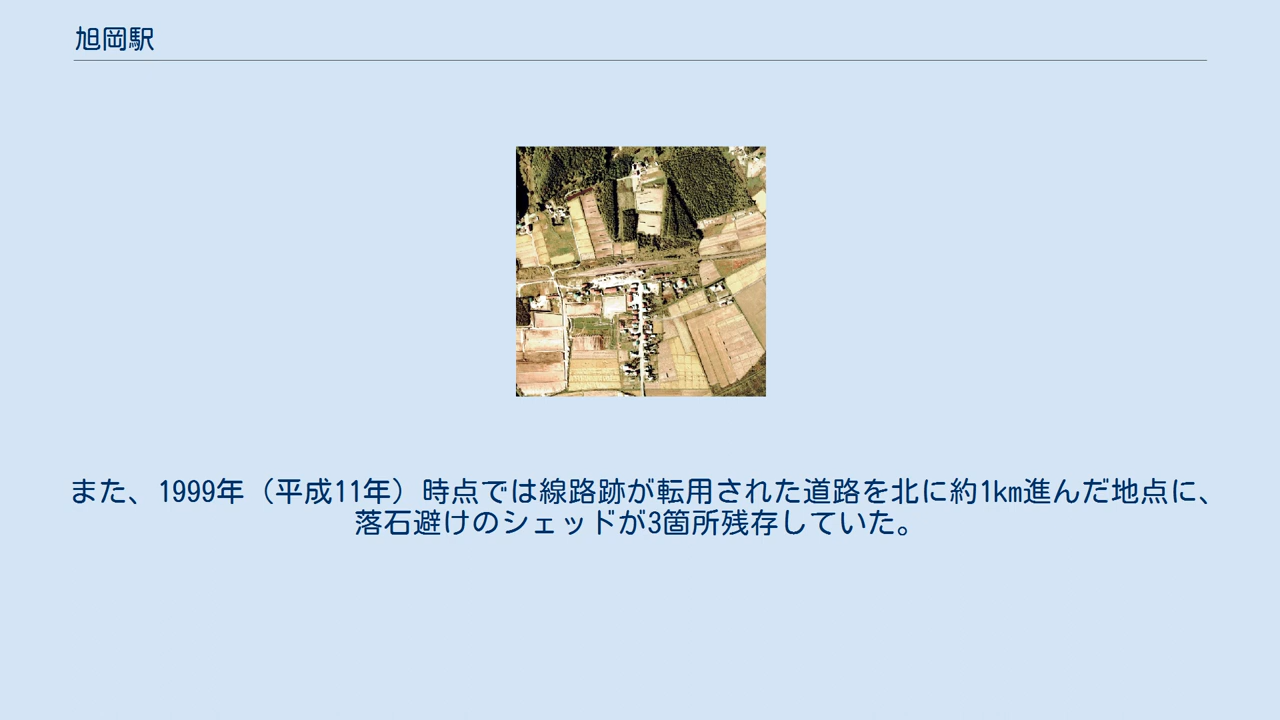 旭岡駅
また、1999年（平成11年）時点では線路跡が転用された道路を北に約1km進んだ地点に、
落石避けのシェッドが3箇所残存していた。